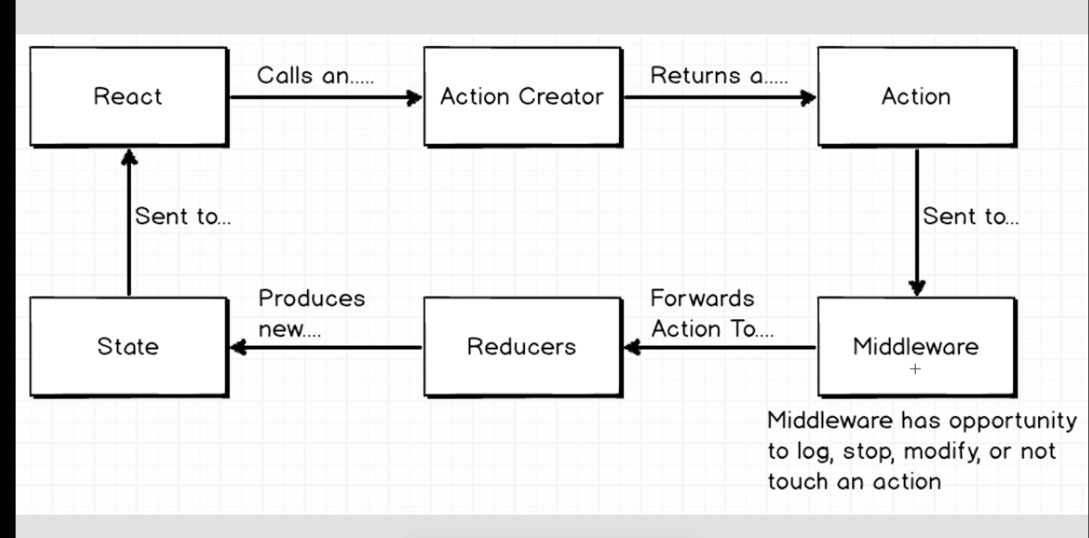 React
Calls an.....
Action Creator
Returns a.....
Action
Sent to...
Sent to...
State
Produces
new....
Reducers
Forwards
Action To....
Middleware
Middleware has opportunity
to log, stop, modify, or not
touch an action